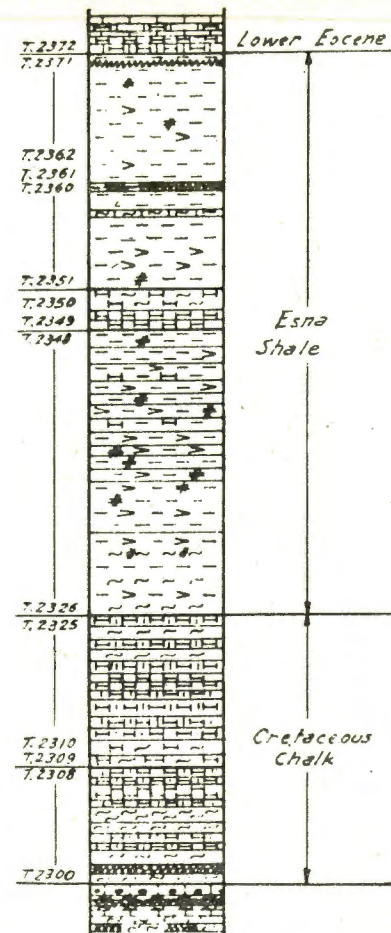 T.2372
Lower Eocene
T.2371
T.2362
T.2361
T.2360
T.2351
T.2350
T.2349
T.2348
Esna
Shale
T.2326
T.2325
T.2310
T.2309
T.2308
Cretaceous
Chalk
T.2300